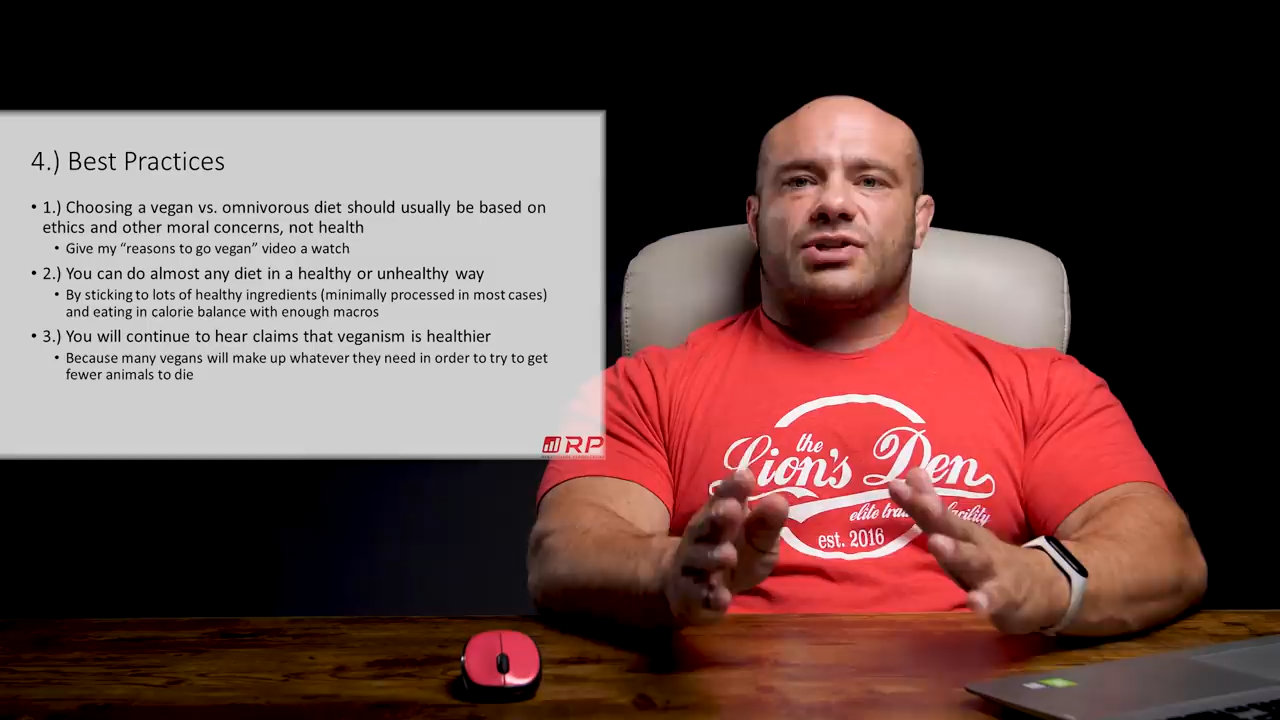 4.) Best Practices
• 1.) Choosing a vegan vs. omnivorous diet should usually be based on
ethics and other moral concerns, not health
• Give my “reasons to go vegan” video a watch
• 2.) You can do almost any diet in a healthy or unhealthy way
• By sticking to lots of healthy ingredients (minimally processed in most cases)
and eating in calorie balance with enough macros
• 3.) You will continue to hear claims that veganism is healthier
• Because many vegans will make up whatever they need in order to try to get
fewer animals to die
RP
the
Lion's Den
elite
est. 2016